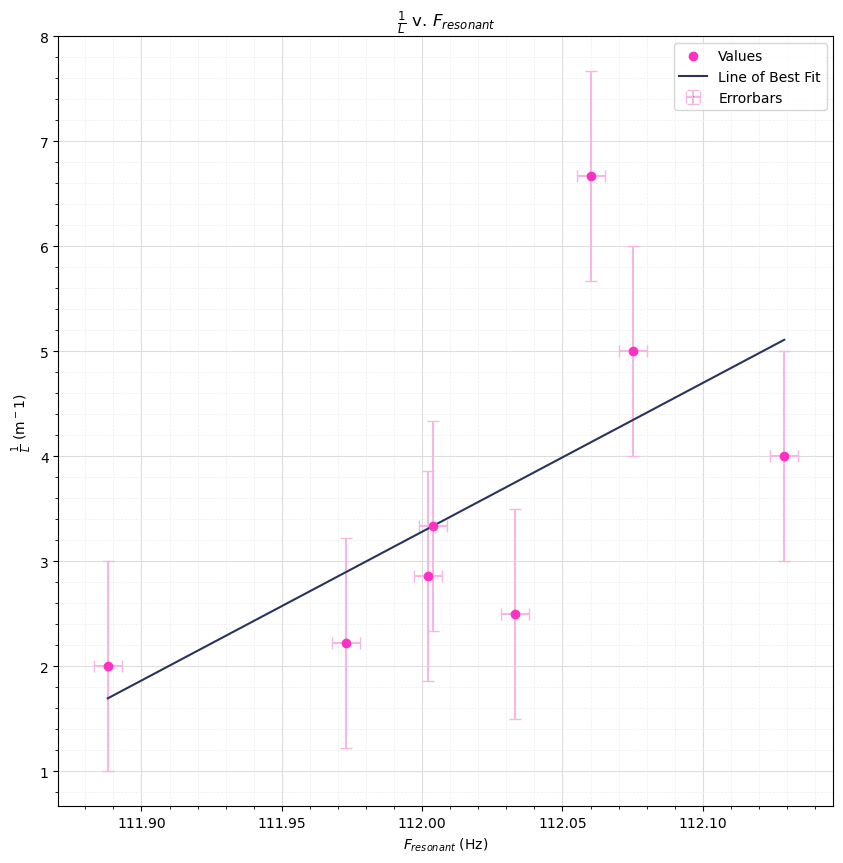 1/L v. F_resonant
Values
Line of Best Fit
Errorbars
8
7
6
5
4
3
2
1
1/L (m⁻1)
111.90 111.95 112.00 112.05 112.10
F_resonant (Hz)